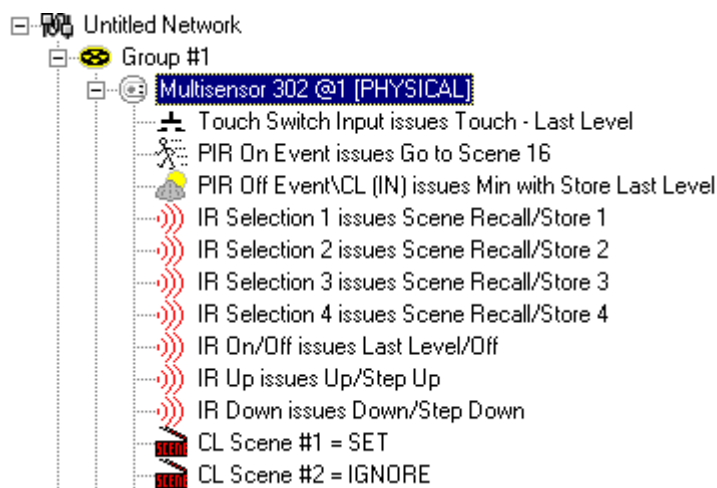 Untitled Network
Group #1
Multisensor 302 @1 [PHYSICAL]
Touch Switch Input issues Touch - Last Level
PIR On Event issues Go to Scene 16
PIR Off Event\CL (IN) issues Min with Store Last Level
IR Selection 1 issues Scene Recall/Store 1
IR Selection 2 issues Scene Recall/Store 2
IR Selection 3 issues Scene Recall/Store 3
IR Selection 4 issues Scene Recall/Store 4
IR On/Off issues Last Level/Off
IR Up issues Up/Step Up
IR Down issues Down/Step Down
SCENE CL Scene #1 = SET
SCENE CL Scene #2 = IGNORE